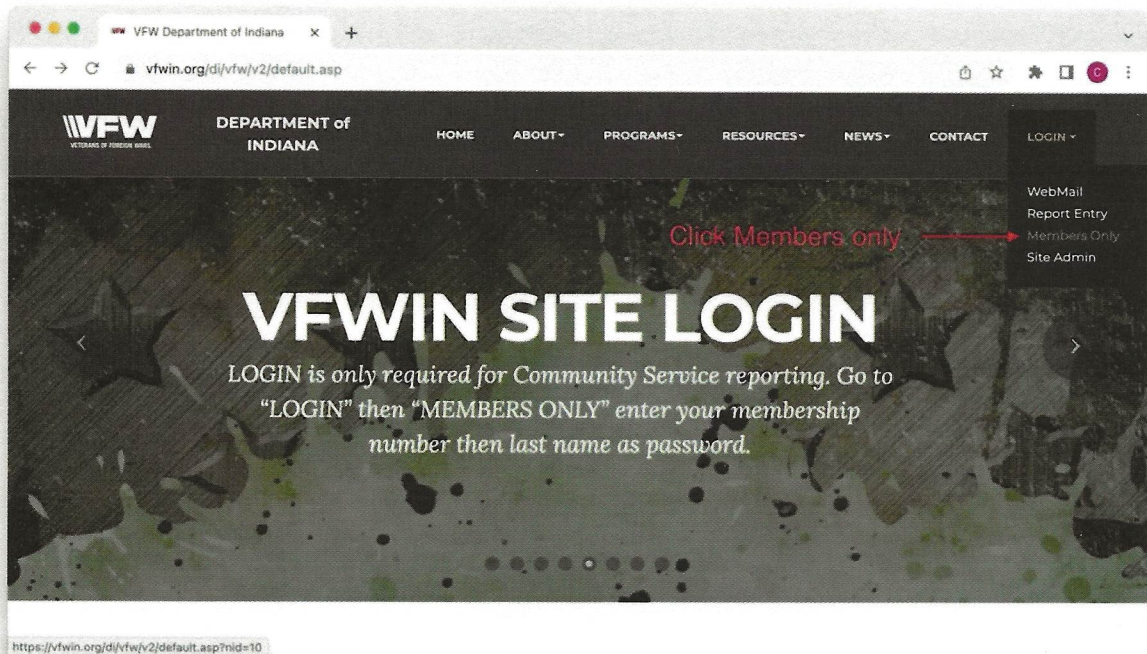 VFW VFW Department of Indiana × +
vfwin.org/di/vfw/v2/default.asp C
VFW
VETERANS OF FOREIGN WARS.
DEPARTMENT of
INDIANA
HOME ABOUT PROGRAMS RESOURCES NEWS CONTACT LOGIN
WebMail
Report Entry
Members Only
Site Admin
Click Members only
VFWIN SITE LOGIN
LOGIN is only required for Community Service reporting. Go to
“LOGIN” then “MEMBERS ONLY” enter your membership
number then last name as password.
https://vfwin.org/di/vfw/v2/default.asp?nid=10